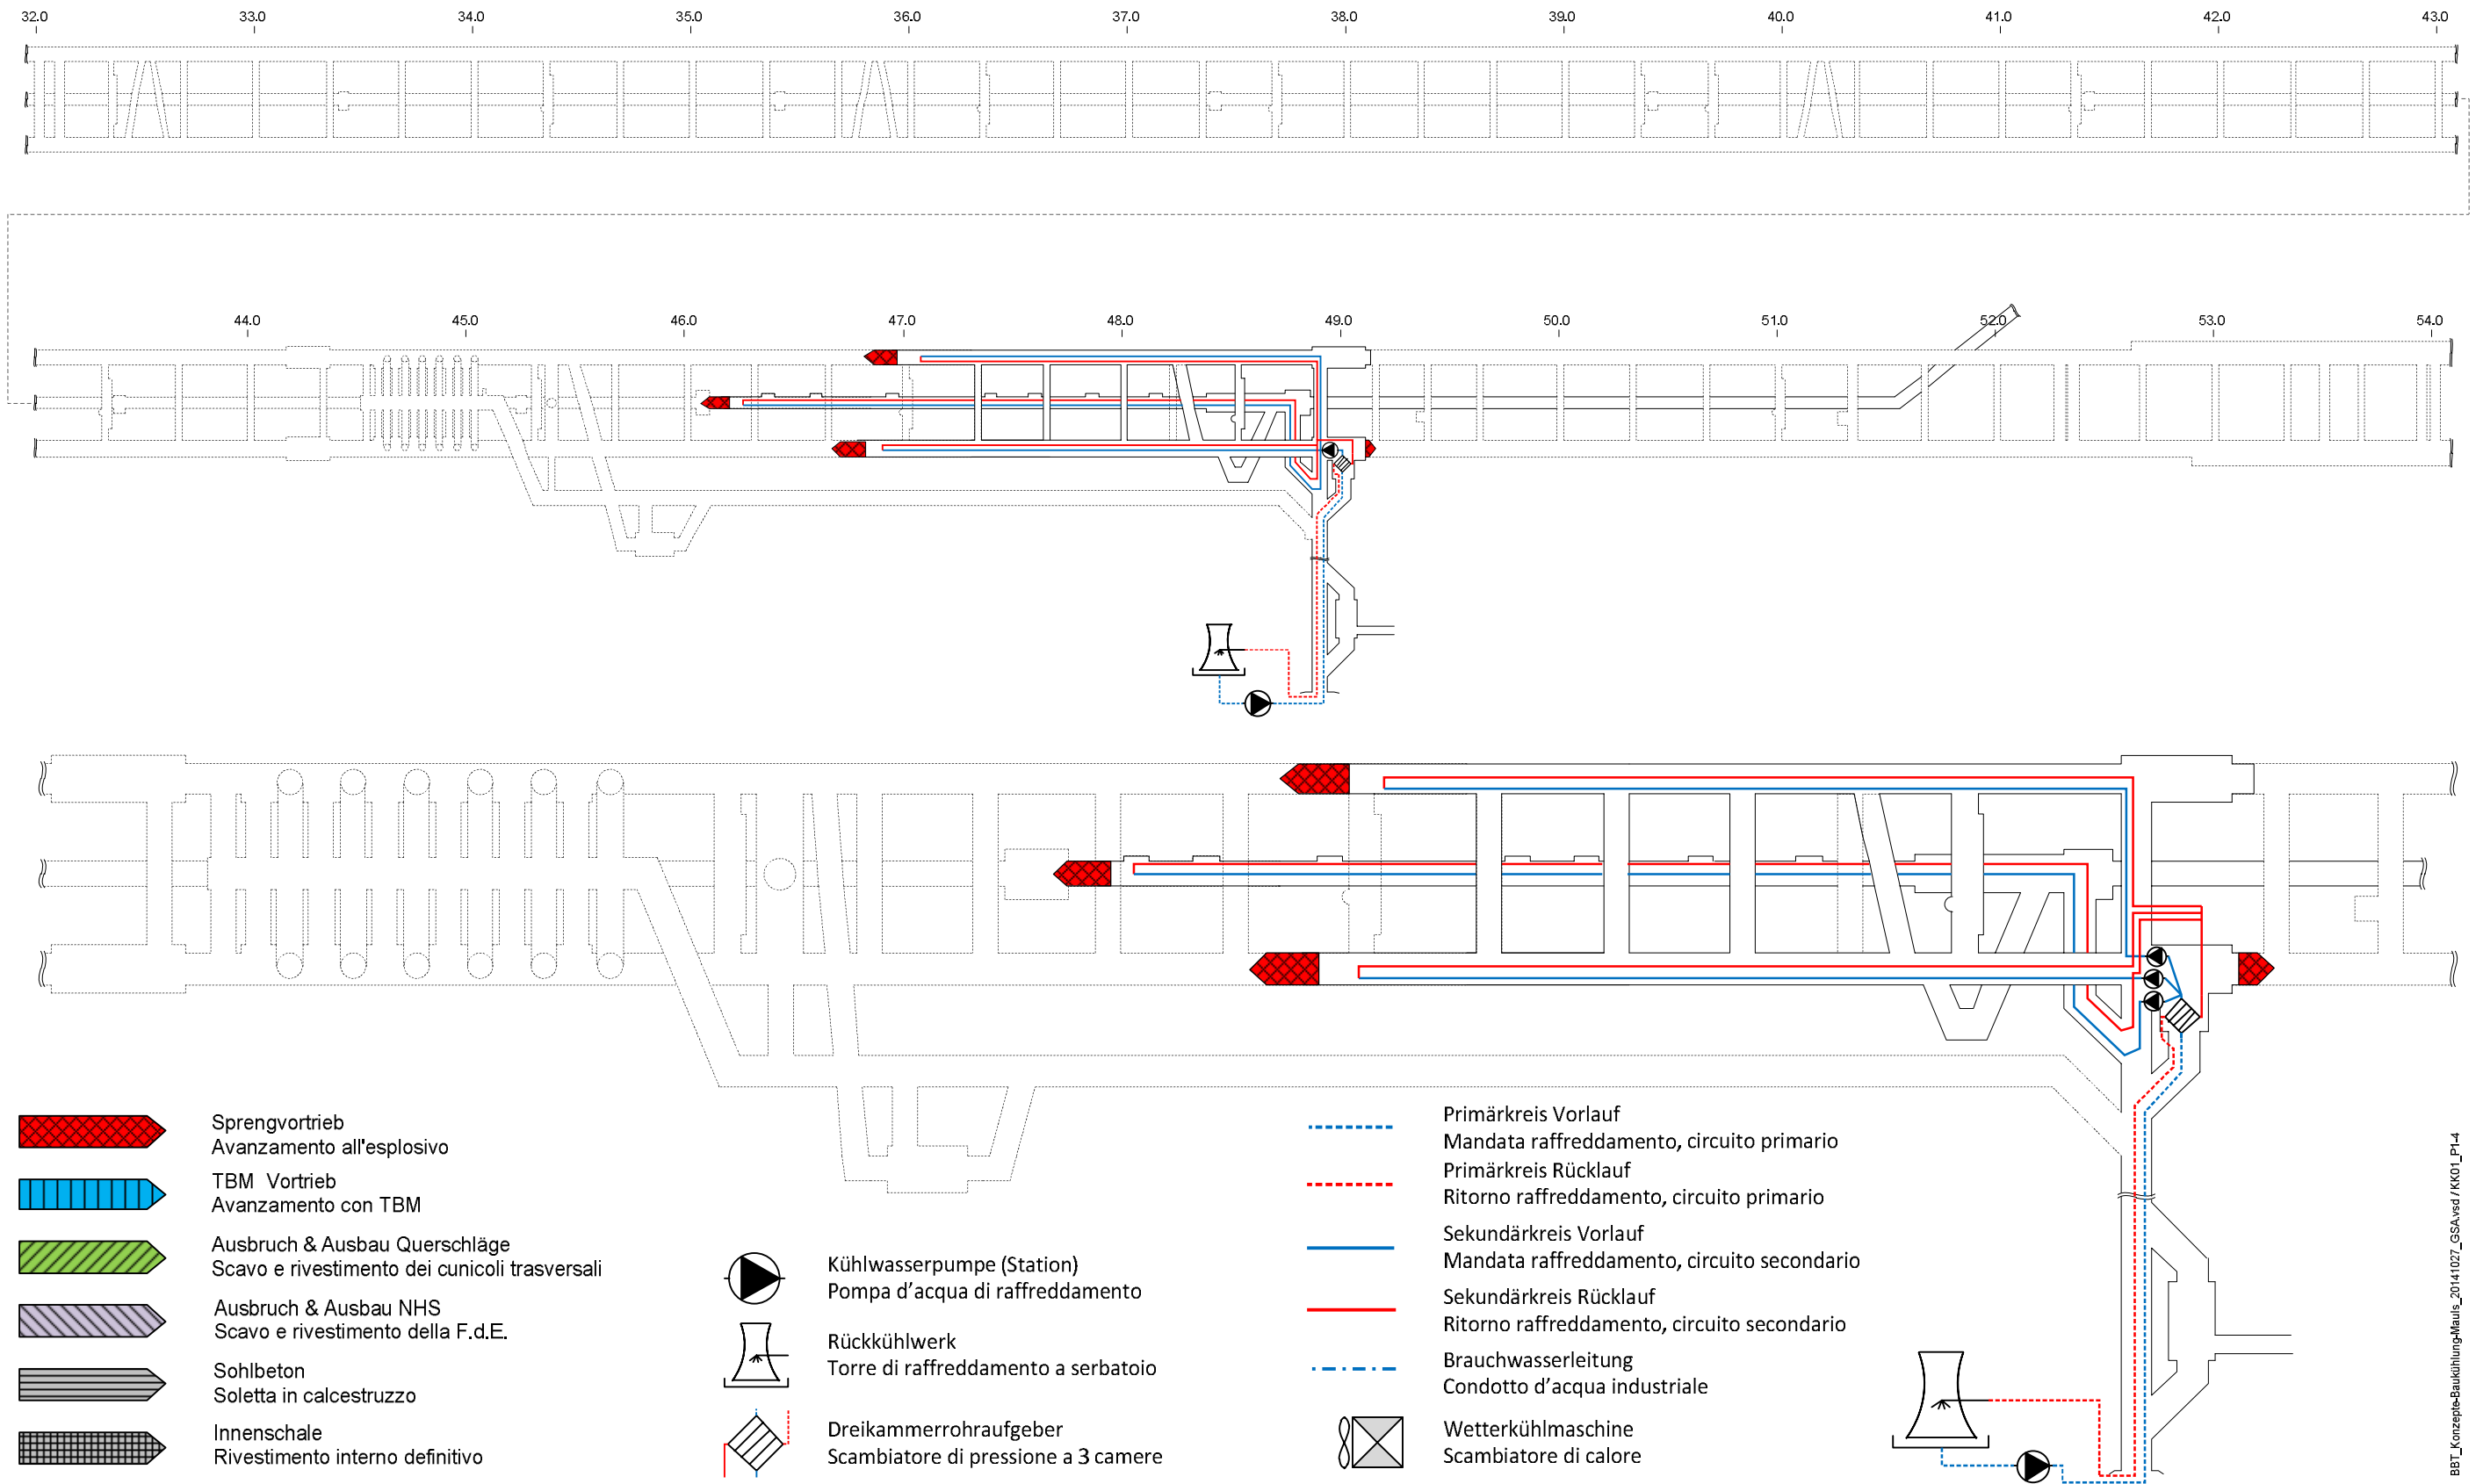 32.0 33.0 34.0 35.0 36.0 37.0 38.0 39.0 40.0 41.0 42.0 43.0
44.0 45.0 46.0 47.0 48.0 49.0 50.0 51.0 52.0 53.0 54.0
Sprengvortrieb
Avanzamento all'esplosivo
TBM Vortrieb
Avanzamento con TBM
Ausbruch & Ausbau Querschläge
Scavo e rivestimento dei cunicoli trasversali
Ausbruch & Ausbau NHS
Scavo e rivestimento della F.d.E.
Sohlbeton
Soletta in calcestruzzo
Innenschale
Rivestimento interno definitivo
Kühlwasserpumpe (Station)
Pompa d’acqua di raffreddamento
Rückkühlwerk
Torre di raffreddamento a serbatoio
Dreikammerrohraufgeber
Scambiatore di pressione a 3 camere
Primärkreis Vorlauf
Mandata raffreddamento, circuito primario
Primärkreis Rücklauf
Ritorno raffreddamento, circuito primario
Sekundärkreis Vorlauf
Mandata raffreddamento, circuito secondario
Sekundärkreis Rücklauf
Ritorno raffreddamento, circuito secondario
Brauchwasserleitung
Condotto d’acqua industriale
Wetterkühlmaschine
Scambiatore di calore
BBT_Konzepte-Baukühlung-Mauls_20141027_GSA.vsd / KK01_P1-4